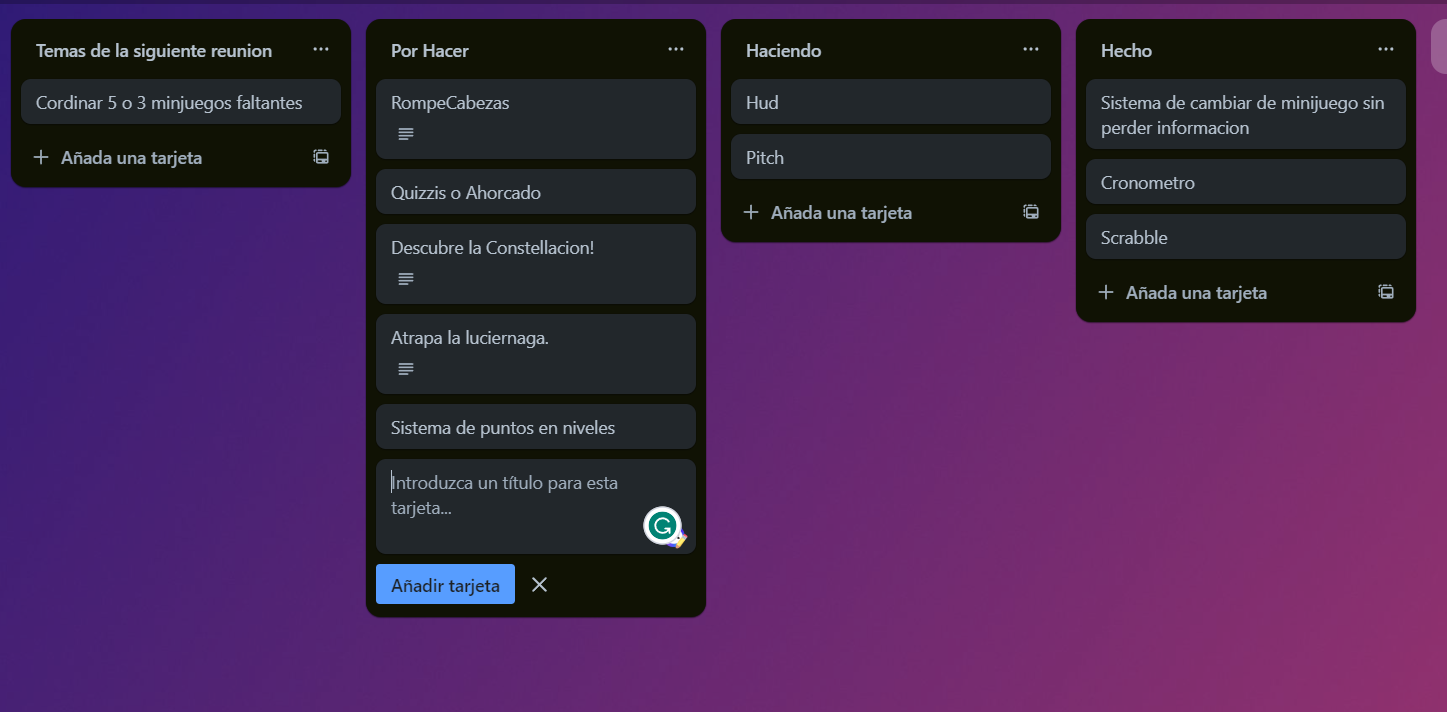 Temas de la siguiente reunion
Cordinar 5 o 3 minjuegos faltantes
Añada una tarjeta
Por Hacer
RompeCabezas
Quizzis o Ahorcado
Descubre la Constellacion!
Atrapa la luciernaga.
Sistema de puntos en niveles
Introduzca un título para esta
tarjeta...
Añadir tarjeta
Haciendo
Hud
Pitch
Añada una tarjeta
Hecho
Sistema de cambiar de minijuego sin
perder informacion
Cronometro
Scrabble
Añada una tarjeta